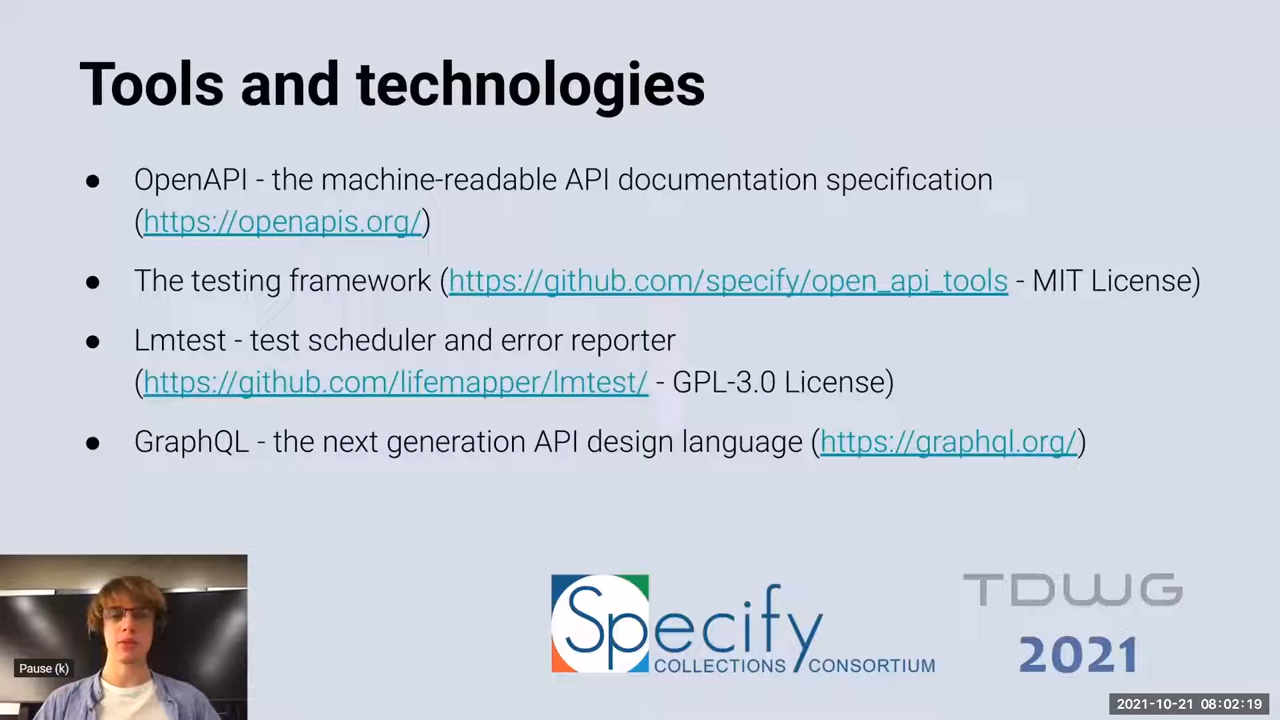 Tools and technologies
● OpenAPI - the machine-readable API documentation specification
(https://openapis.org/)
● The testing framework (https://github.com/specify/open_api_tools - MIT License)
● Lmtest - test scheduler and error reporter
(https://github.com/lifemapper/lmtest/ - GPL-3.0 License)
● GraphQL - the next generation API design language (https://graphql.org/)
Specify
COLLECTIONS CONSORTIUM
TDWG
2021
Pause (k)
2021-10-21 08:02:19